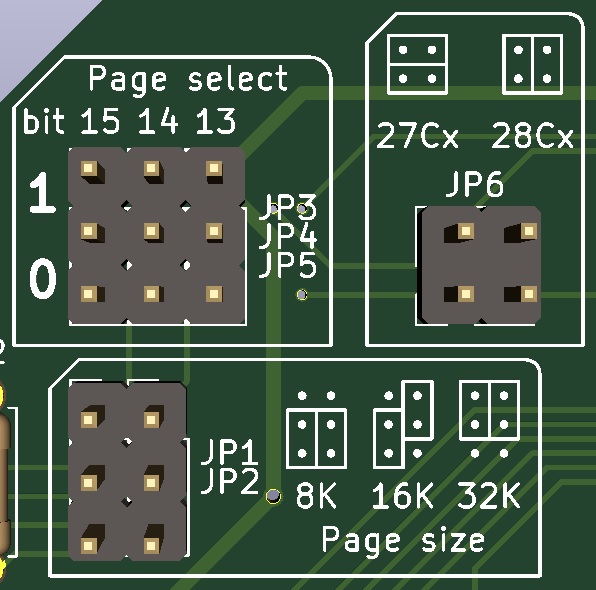 Page select
bit 15 14 13
1
0
JP3
JP4
JP5
27Cx 28Cx
JP6
JP1
JP2
8K 16K 32K
Page size